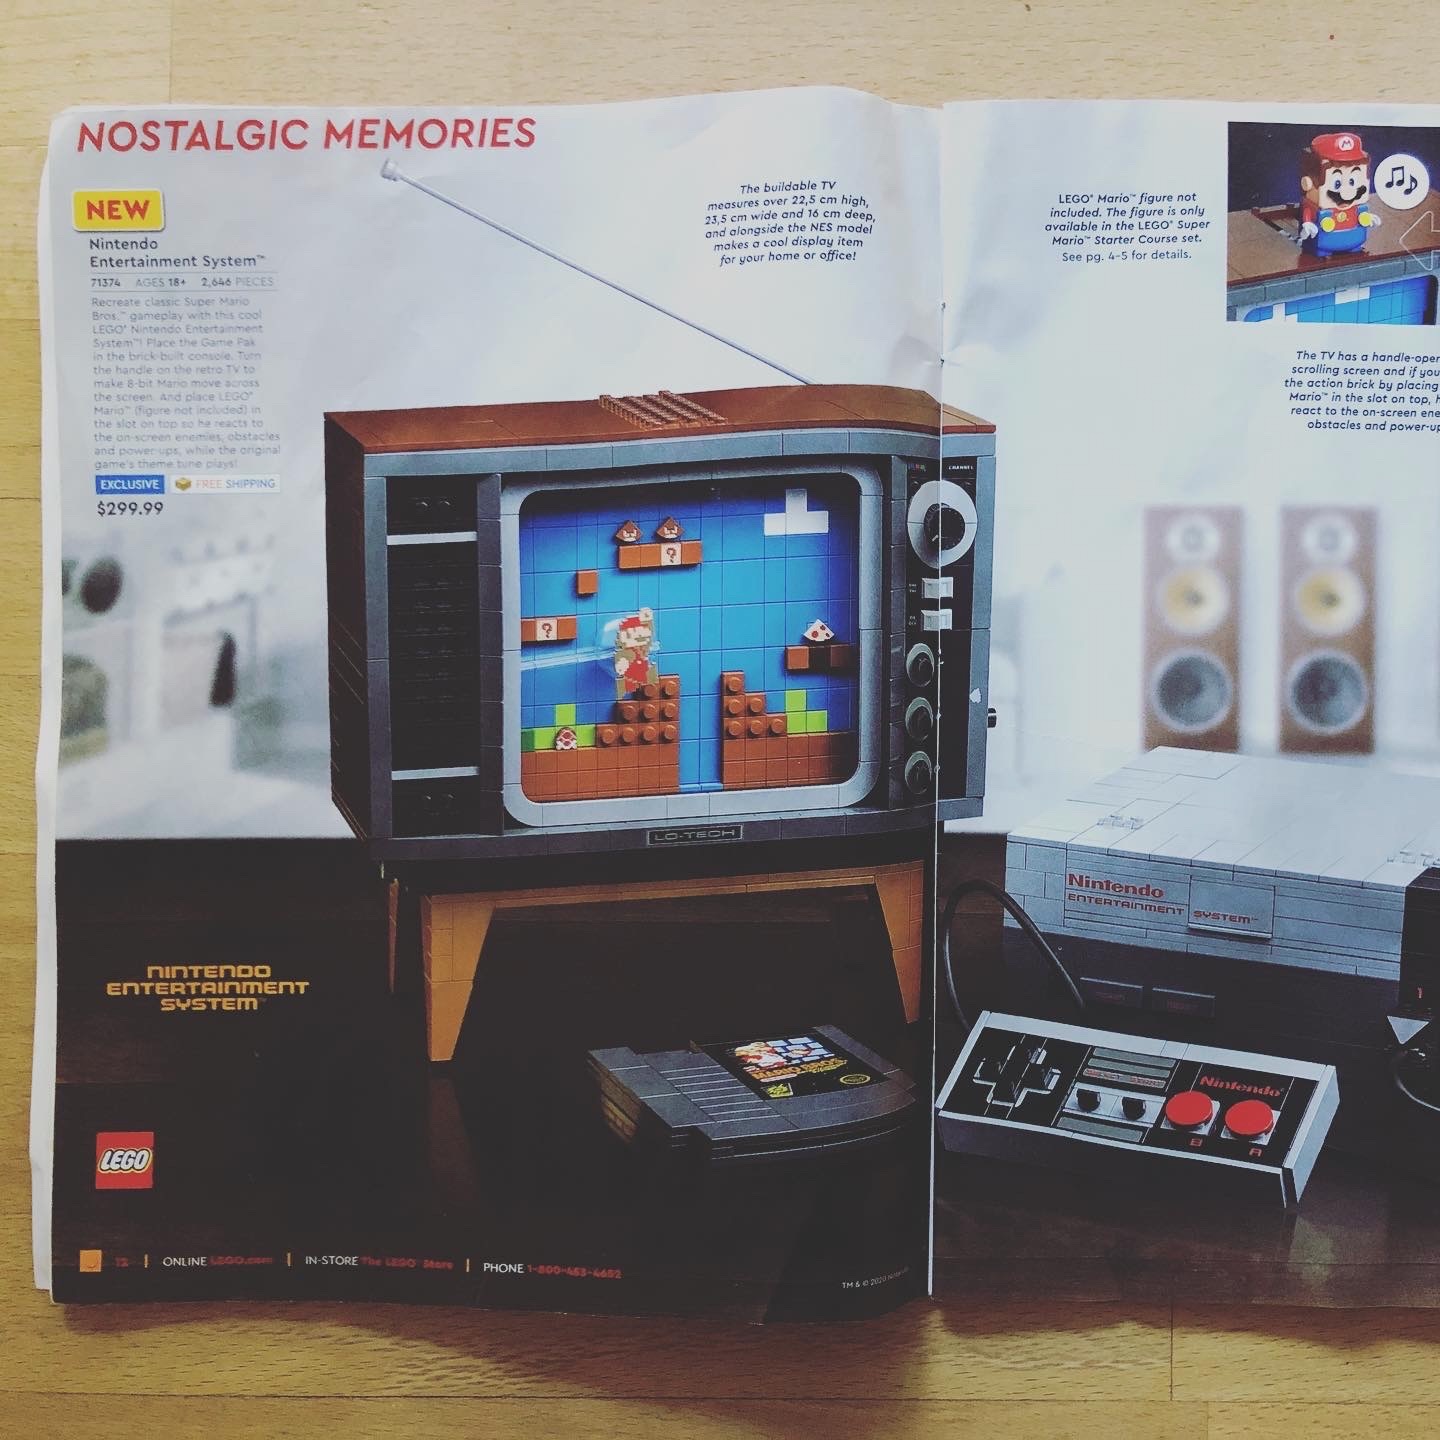 NOSTALGIC MEMORIES
NEW
Nintendo
Entertainment System™
71374 AGES 18+ 2,646 PIECES
Recreate classic Super Mario
Bros.™ gameplay with this cool
LEGO® Nintendo Entertainment
System™! Place the Game Pak
in the brick-built console. Turn
the handle on the retro TV to
make 8-bit Mario move across
the screen. And place LEGO®
Mario™ (figure not included) in
the slot on top so he reacts to
the on-screen enemies, obstacles
and power-ups, while the original
game's theme tune plays!
EXCLUSIVE FREE SHIPPING
$299.99
The buildable TV
measures over 22,5 cm high,
23,5 cm wide and 16 cm deep,
and alongside the NES model
makes a cool display item
for your home or office!
CHANNEL
?
?
LO-TECH
NINTENDO
ENTERTAINMENT
SYSTEM™
MARIO BROS.
LEGO
12 | ONLINE LEGO.com | IN-STORE The LEGO® Store | PHONE 1-800-453-4652
TM & © 2020
LEGO® Mario™ figure not
included. The figure is only
available in the LEGO® Super
Mario™ Starter Course set.
See pg. 4-5 for details.
M
The TV has a handle-oper
scrolling screen and if you
the action brick by placing
Mario™ in the slot on top, h
react to the on-screen ene
obstacles and power-up
Nintendo
ENTERTAINMENT SYSTEM™
1
Nintendo®
B
A